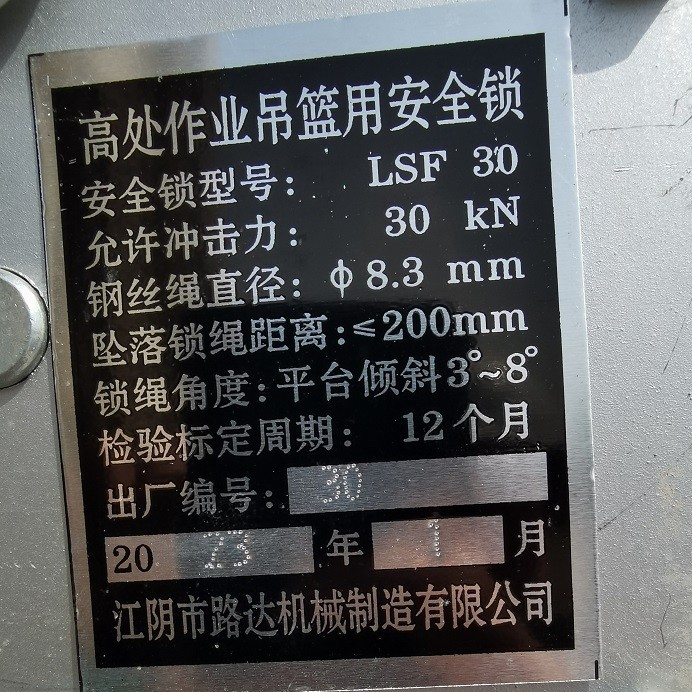 高处作业吊篮用安全锁
安全锁型号: LSF 30
允许冲击力: 30 kN
钢丝绳直径: ф8.3 mm
坠落锁绳距离:≤200mm
锁绳角度:平台倾斜3°~8°
检验标定周期: 12个月
出厂编号: 30
20 23 年 1 月
江阴市路达机械制造有限公司